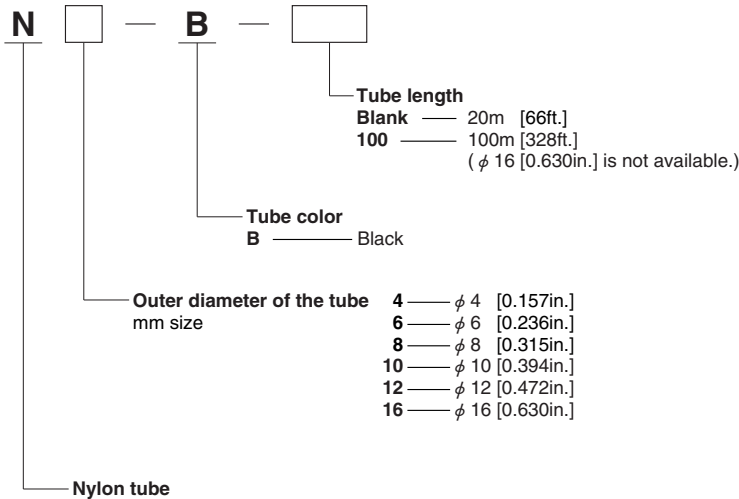 N – B –
Tube length
Blank 20m [66ft.]
100 100m [328ft.]
( ϕ 16 [0.630in.] is not available.)
Tube color
B Black
Outer diameter of the tube 4 ϕ 4 [0.157in.]
mm size 6 ϕ 6 [0.236in.]
8 ϕ 8 [0.315in.]
10 ϕ 10 [0.394in.]
12 ϕ 12 [0.472in.]
16 ϕ 16 [0.630in.]
Nylon tube